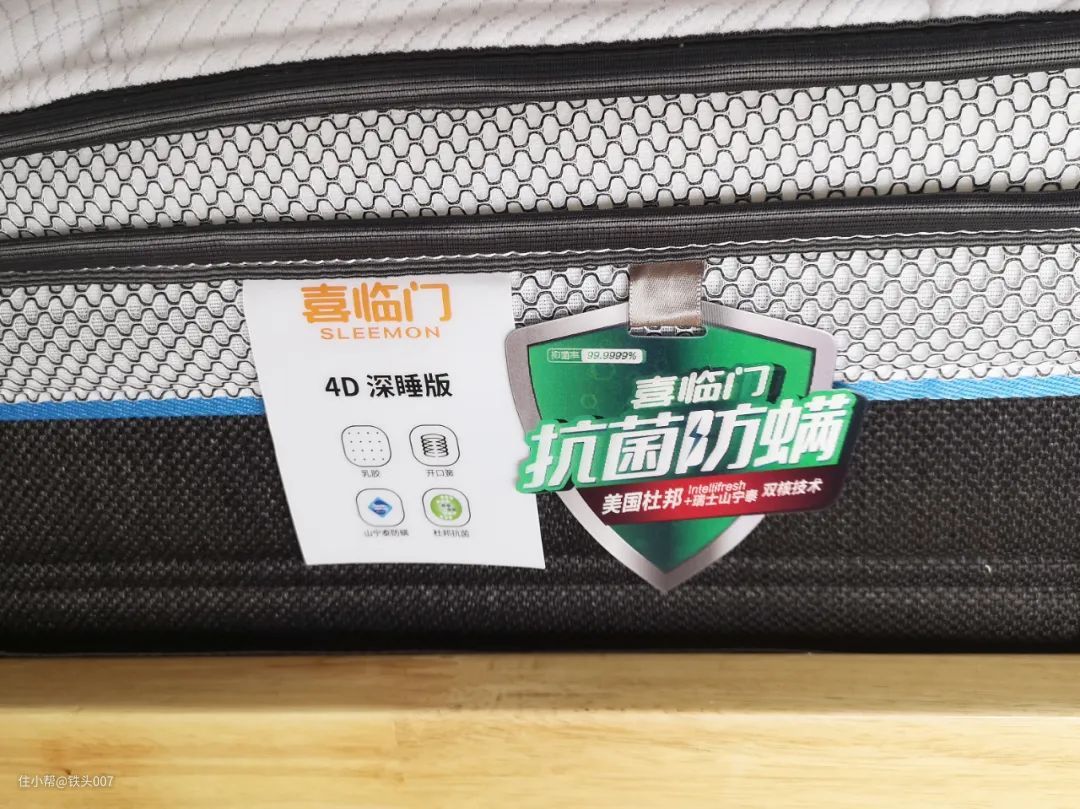 喜临门
SLEEMON
4D 深睡版
乳胶
开口簧
山宁泰防螨
杜邦抗菌
抑菌率 99.9999%
喜临门
抗菌防螨
美国杜邦 Intellifresh +瑞士山宁泰 双核技术
住小帮@铁头007